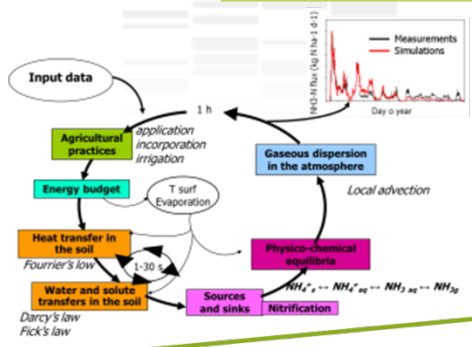 NH3-N flux (kg N ha-1 d-1)
Measurements
Simulations
Day o year
Input data
1 h
Agricultural
practices
application
incorporation
irrigation
Gaseous dispersion
in the atmosphere
Local advection
Energy budget
T surf
Evaporation
Heat transfer in
the soil
Fourrier's low
1-30 s
Physico-chemical
equilibria
Water and solute
transfers in the soil
Darcy's law
Fick's law
Sources
and sinks
Nitrification
NH₄⁺ₛ ↔ NH₄⁺ₐq ↔ NH₃ ₐq ↔ NH₃g